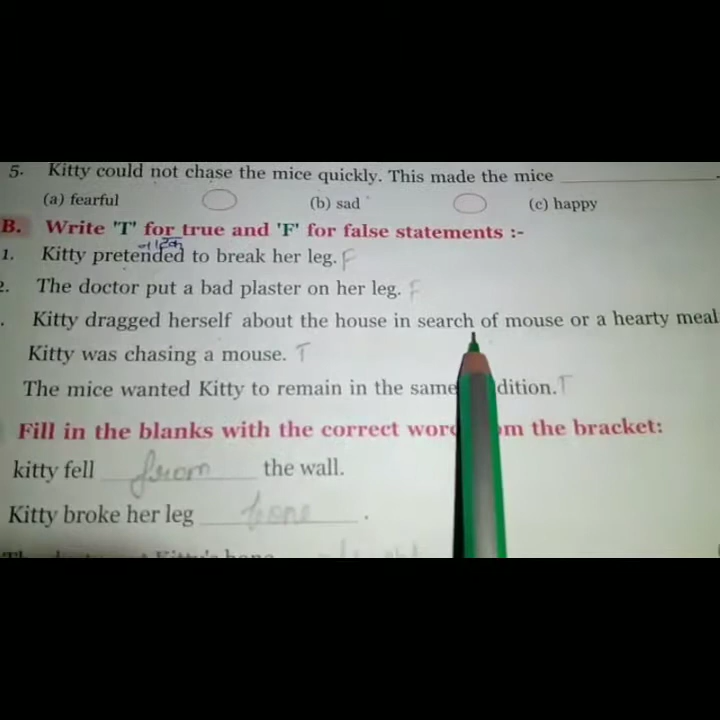 5. Kitty could not chase the mice quickly. This made the mice
(a) fearful (b) sad (c) happy
B. Write 'T' for true and 'F' for false statements :-
1. Kitty pretended to break her leg. F
2. The doctor put a bad plaster on her leg. F
. Kitty dragged herself about the house in search of mouse or a hearty meal
Kitty was chasing a mouse. T
The mice wanted Kitty to remain in the same dition. T
Fill in the blanks with the correct wor om the bracket:
kitty fell from the wall.
Kitty broke her leg bone .